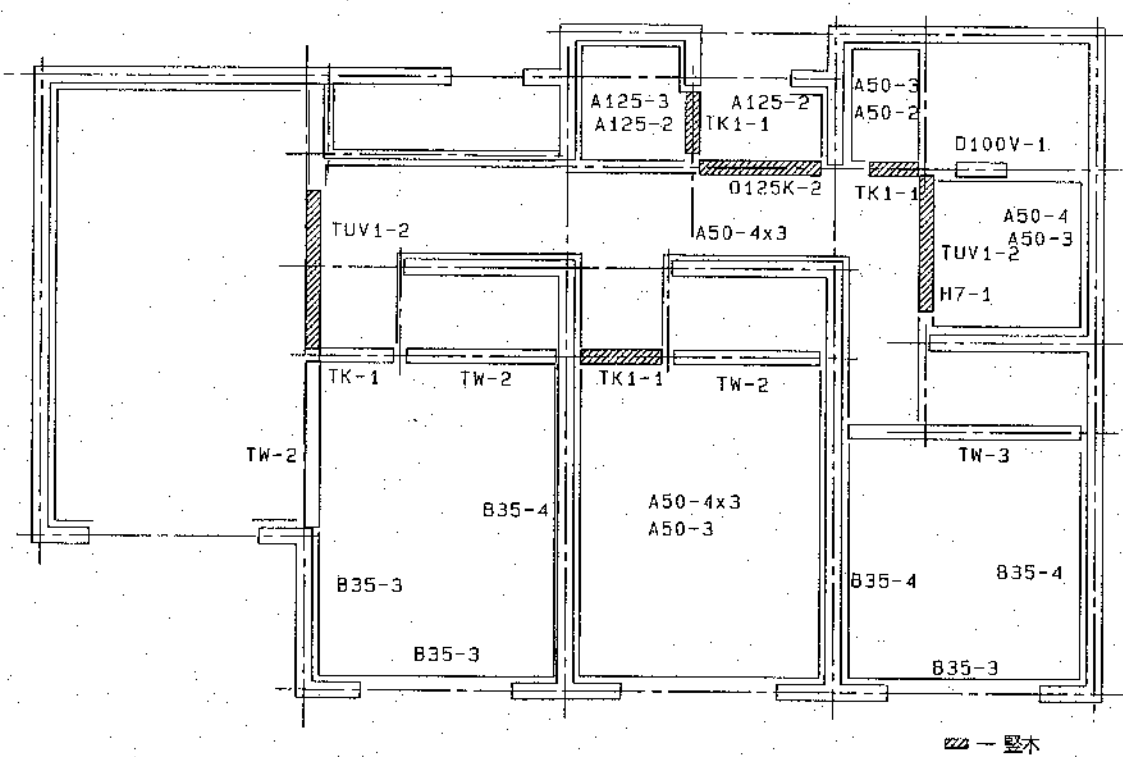 A125-3
A125-2
TK1-1
A125-2
A50-3
A50-2
D100V-1
O125K-2
TK1-1
TUV1-2
A50-4x3
A50-4
A50-3
TUV1-2
H7-1
TK-1
TW-2
TK1-1
TW-2
TW-2
TW-3
B35-4
A50-4x3
A50-3
B35-3
B35-4
B35-4
B35-3
B35-3
一 竪木